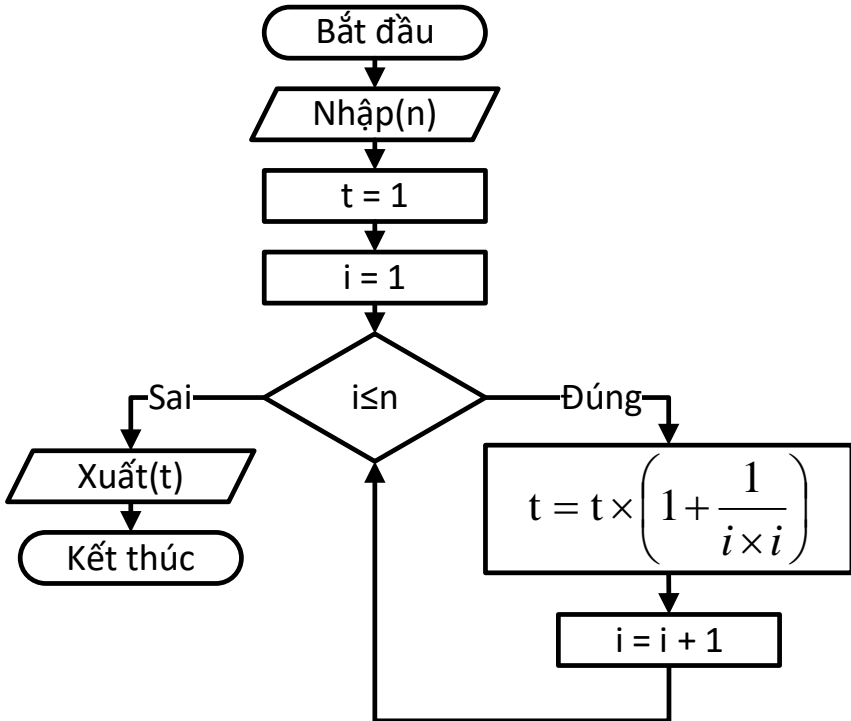 Bắt đầu
Nhập(n)
t = 1
i = 1
i≤n
Sai
Đúng
Xuất(t)
Kết thúc
t = t × (1 + 1/(i × i))
i = i + 1